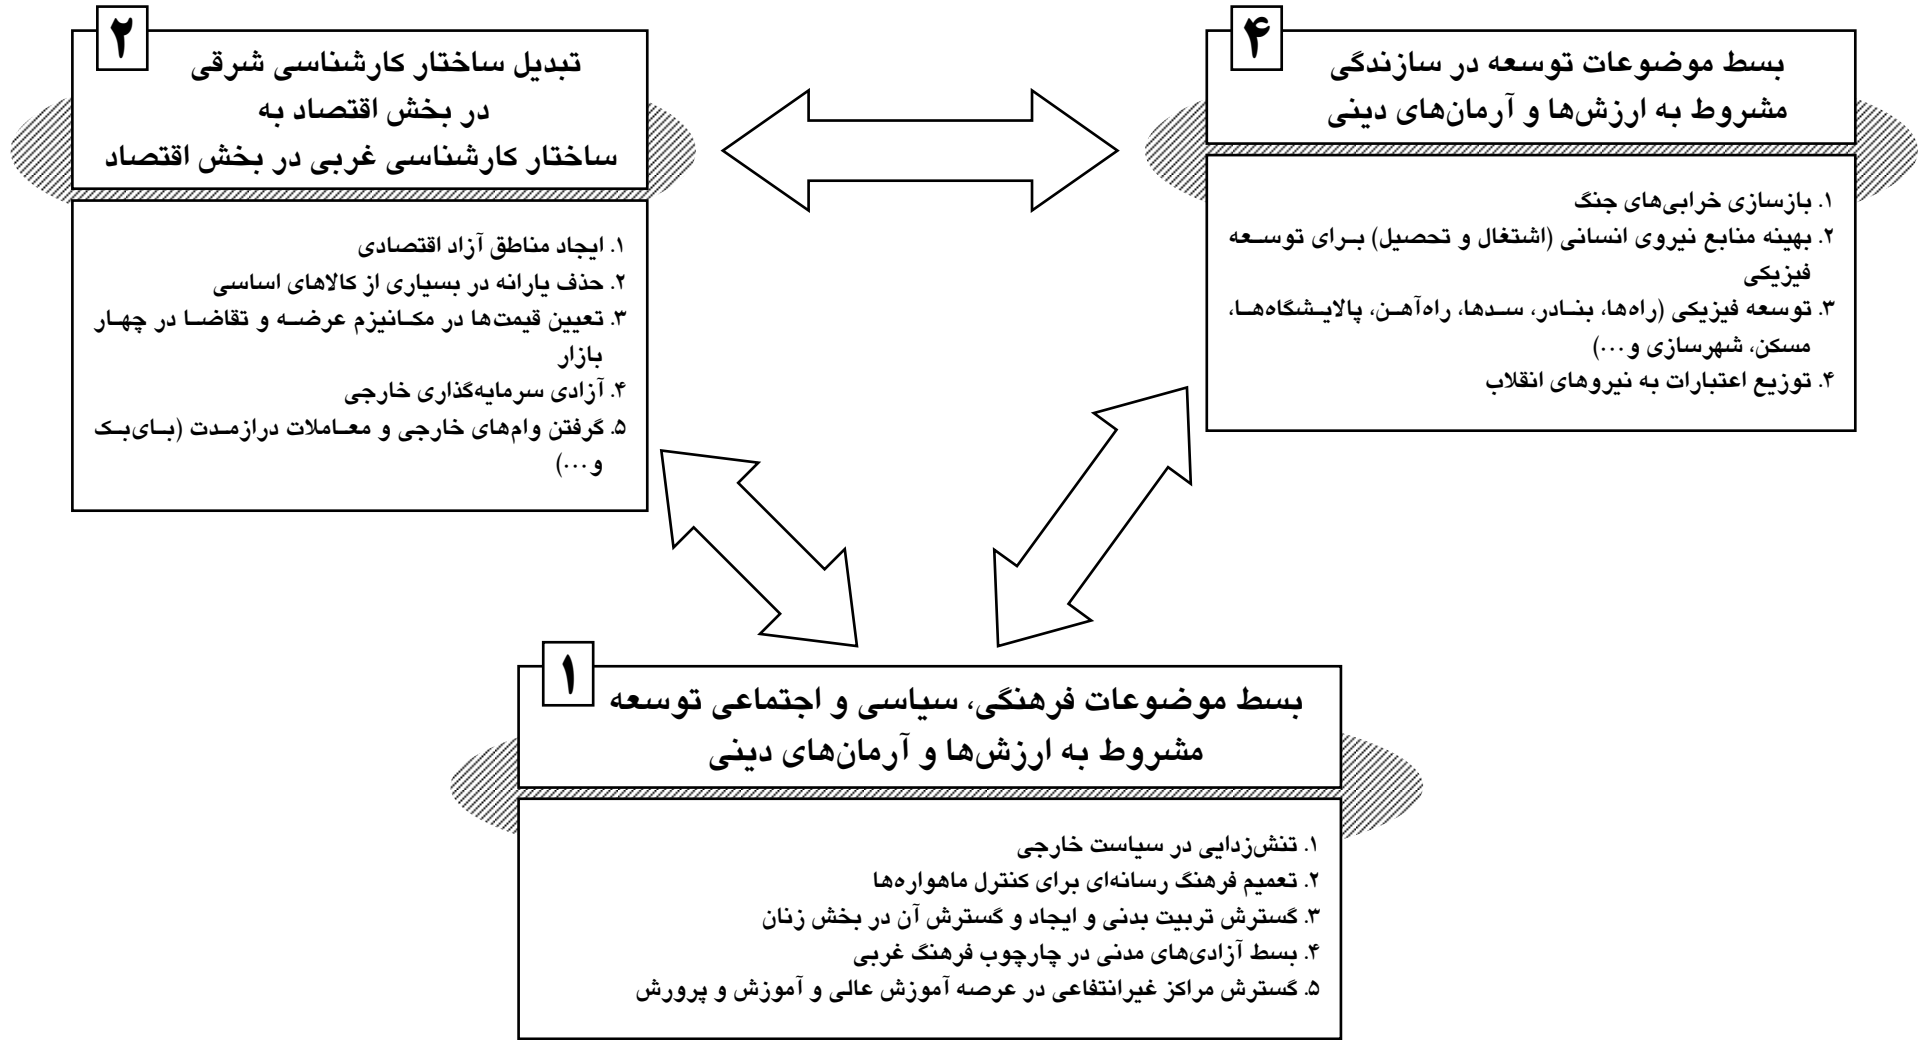 ۴
بسط موضوعات توسعه در سازندگی
مشروط به ارزش‌ها و آرمان‌های دینی
۱. بازسازی خرابی‌های جنگ
۲. بهینه منابع نیروی انسانی (اشتغال و تحصیل) برای توسعه
فیزیکی
۳. توسعه فیزیکی (راه‌ها، بنادر، سدها، راه‌آهن، پالایشگاه‌ها،
مسکن، شهرسازی و...)
۴. توزیع اعتبارات به نیروهای انقلاب
۲
تبدیل ساختار کارشناسی شرقی
در بخش اقتصاد به
ساختار کارشناسی غربی در بخش اقتصاد
۱. ایجاد مناطق آزاد اقتصادی
۲. حذف یارانه در بسیاری از کالاهای اساسی
۳. تعیین قیمت‌ها در مکانیزم عرضه و تقاضا در چهار
بازار
۴. آزادی سرمایه‌گذاری خارجی
۵. گرفتن وام‌های خارجی و معاملات درازمدت (بای‌بک
و...)
۱
بسط موضوعات فرهنگی، سیاسی و اجتماعی توسعه
مشروط به ارزش‌ها و آرمان‌های دینی
۱. تنش‌زدایی در سیاست خارجی
۲. تعمیم فرهنگ رسانه‌ای برای کنترل ماهواره‌ها
۳. گسترش تربیت بدنی و ایجاد و گسترش آن در بخش زنان
۴. بسط آزادی‌های مدنی در چارچوب فرهنگ غربی
۵. گسترش مراکز غیرانتفاعی در عرصه آموزش عالی و آموزش و پرورش